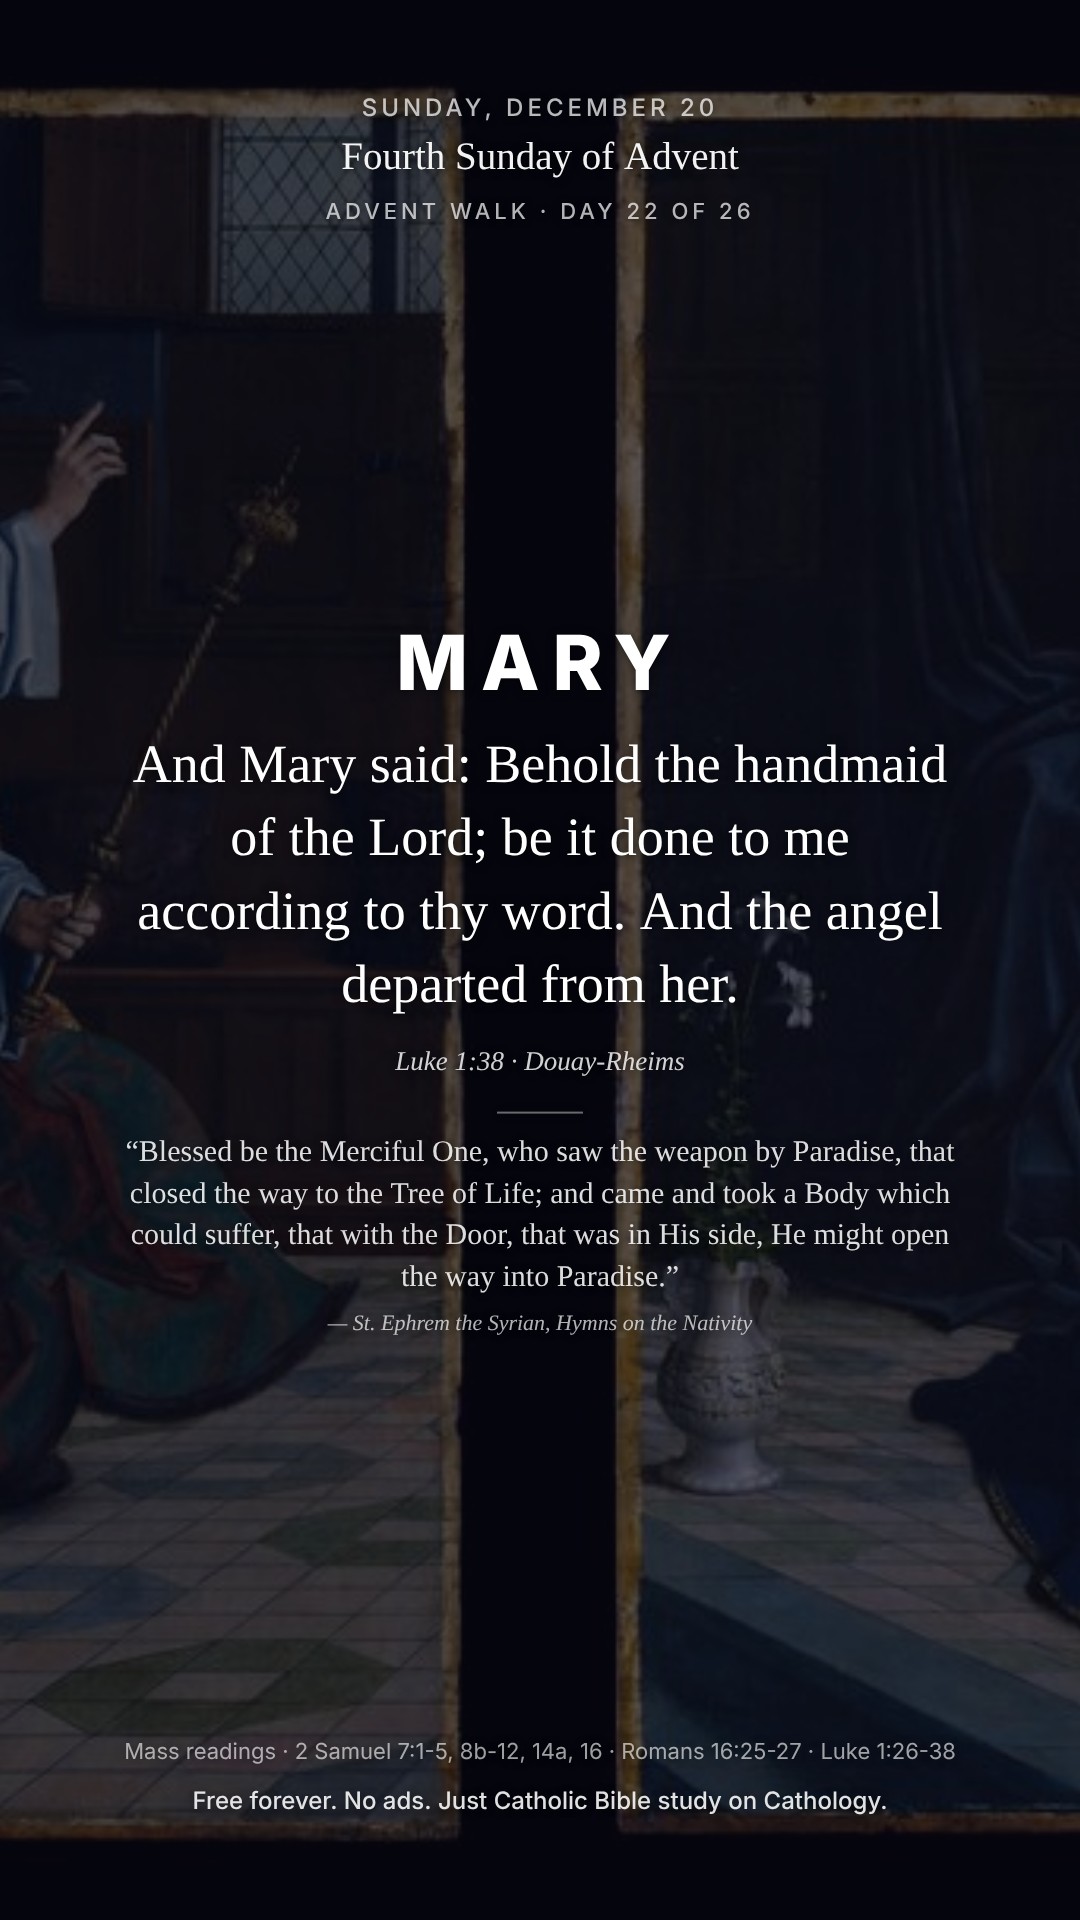 SUNDAY, DECEMBER 20
Fourth Sunday of Advent
ADVENT WALK · DAY 22 OF 26
MARY
And Mary said: Behold the handmaid
of the Lord; be it done to me
according to thy word. And the angel
departed from her.
Luke 1:38 · Douay-Rheims
“Blessed be the Merciful One, who saw the weapon by Paradise, that
closed the way to the Tree of Life; and came and took a Body which
could suffer, that with the Door, that was in His side, He might open
the way into Paradise.”
— St. Ephrem the Syrian, Hymns on the Nativity
Mass readings · 2 Samuel 7:1-5, 8b-12, 14a, 16 · Romans 16:25-27 · Luke 1:26-38
Free forever. No ads. Just Catholic Bible study on Cathology.